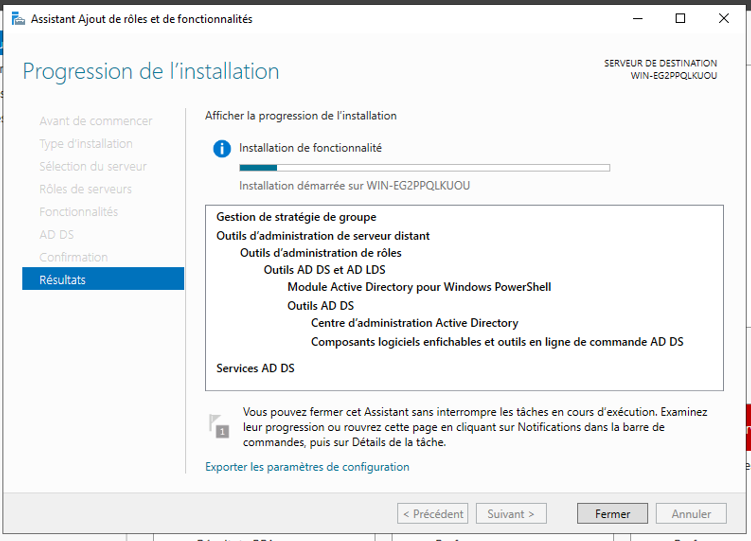 Assistant Ajout de rôles et de fonctionnalités
Progression de l'installation
SERVEUR DE DESTINATION
WIN-EG2PPQLKUOU
Avant de commencer
Type d'installation
Sélection du serveur
Rôles de serveurs
Fonctionnalités
AD DS
Confirmation
Résultats
Afficher la progression de l'installation
Installation de fonctionnalité
Installation démarrée sur WIN-EG2PPQLKUOU
Gestion de stratégie de groupe
Outils d'administration de serveur distant
Outils d'administration de rôles
Outils AD DS et AD LDS
Module Active Directory pour Windows PowerShell
Outils AD DS
Centre d'administration Active Directory
Composants logiciels enfichables et outils en ligne de commande AD DS
Services AD DS
1
Vous pouvez fermer cet Assistant sans interrompre les tâches en cours d'exécution. Examinez
leur progression ou rouvrez cette page en cliquant sur Notifications dans la barre de
commandes, puis sur Détails de la tâche.
Exporter les paramètres de configuration
< Précédent
Suivant >
Fermer
Annuler